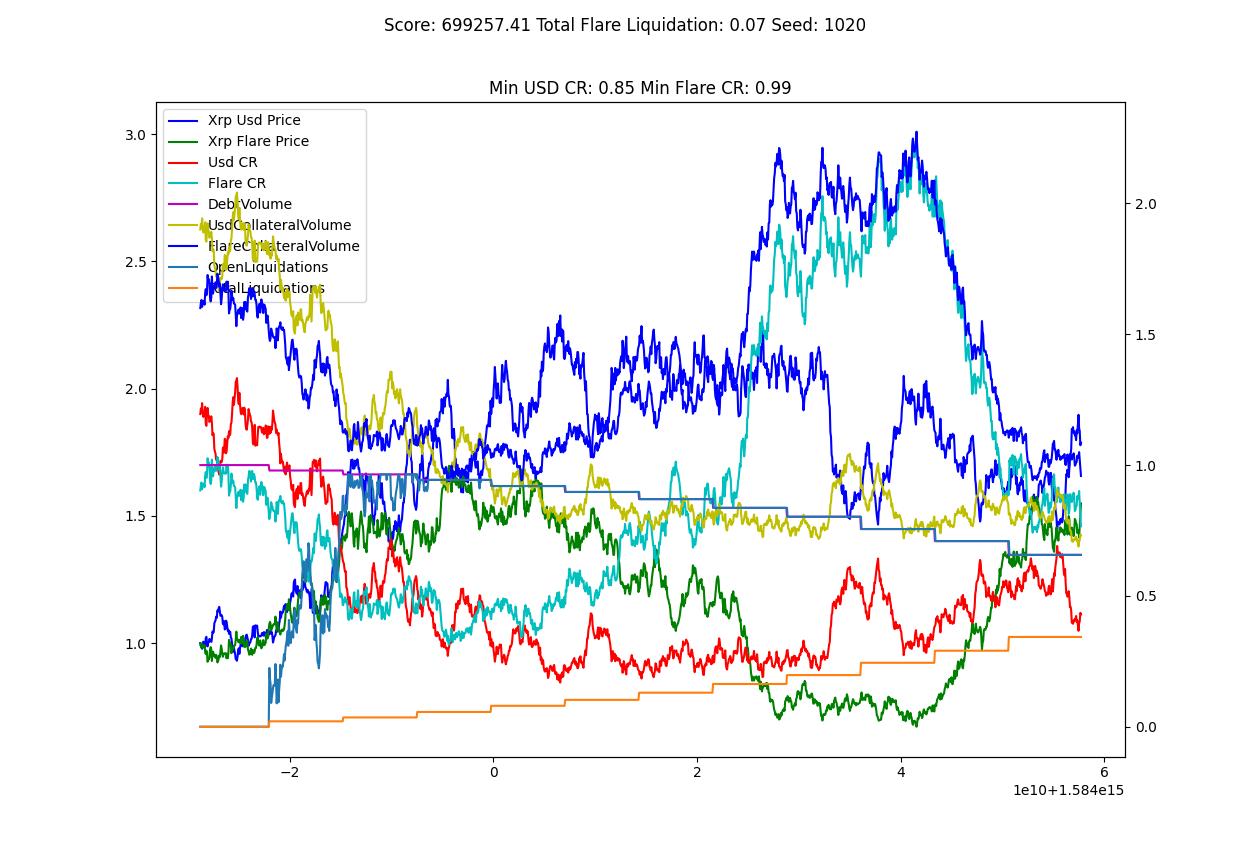 Score: 699257.41 Total Flare Liquidation: 0.07 Seed: 1020
Min USD CR: 0.85 Min Flare CR: 0.99
Xrp Usd Price
Xrp Flare Price
Usd CR
Flare CR
DebtVolume
UsdCollateralVolume
FlareCollateralVolume
OpenLiquidations
TotalLiquidations
3.0
2.5
2.0
1.5
1.0
2.0
1.5
1.0
0.5
0.0
−2
0
2
4
6
1e10+1.584e15